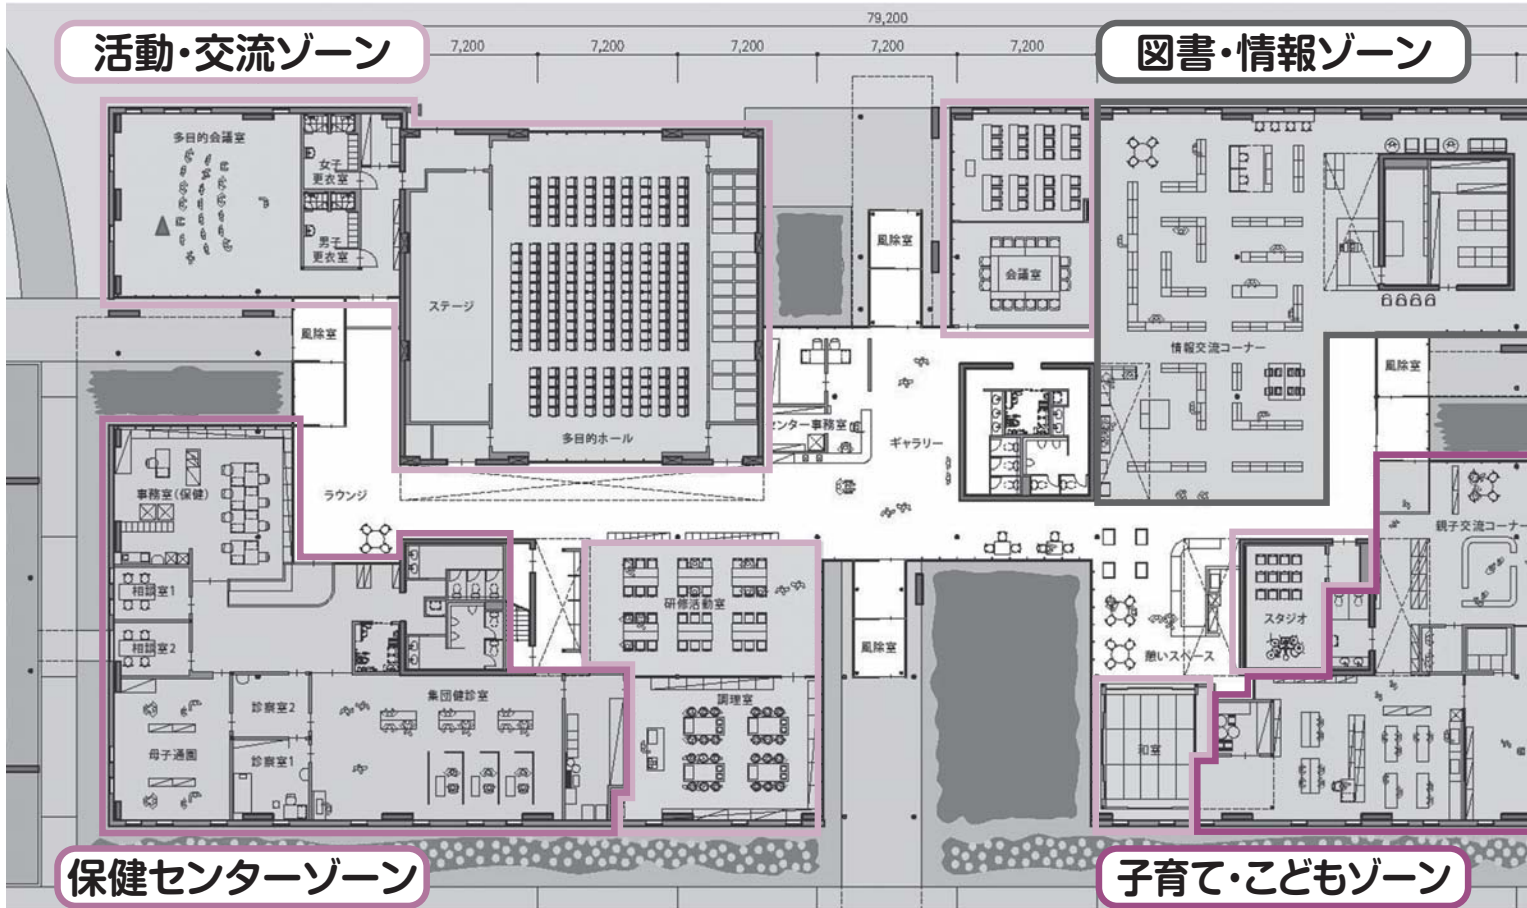 79,200
7,200
7,200
7,200
7,200
7,200
活動・交流ゾーン
図書・情報ゾーン
多目的会議室
女子
更衣室
男子
更衣室
風除室
ステージ
多目的ホール
風除室
会議室
情報交流コーナー
風除室
センター事務室
ギャラリー
事務室(保健)
ラウンジ
相談室1
相談室2
研修活動室
風除室
スタジオ
憩いスペース
親子交流コーナー
母子通園
診察室2
診察室1
集団健診室
調理室
和室
保健センターゾーン
子育て・こどもゾーン